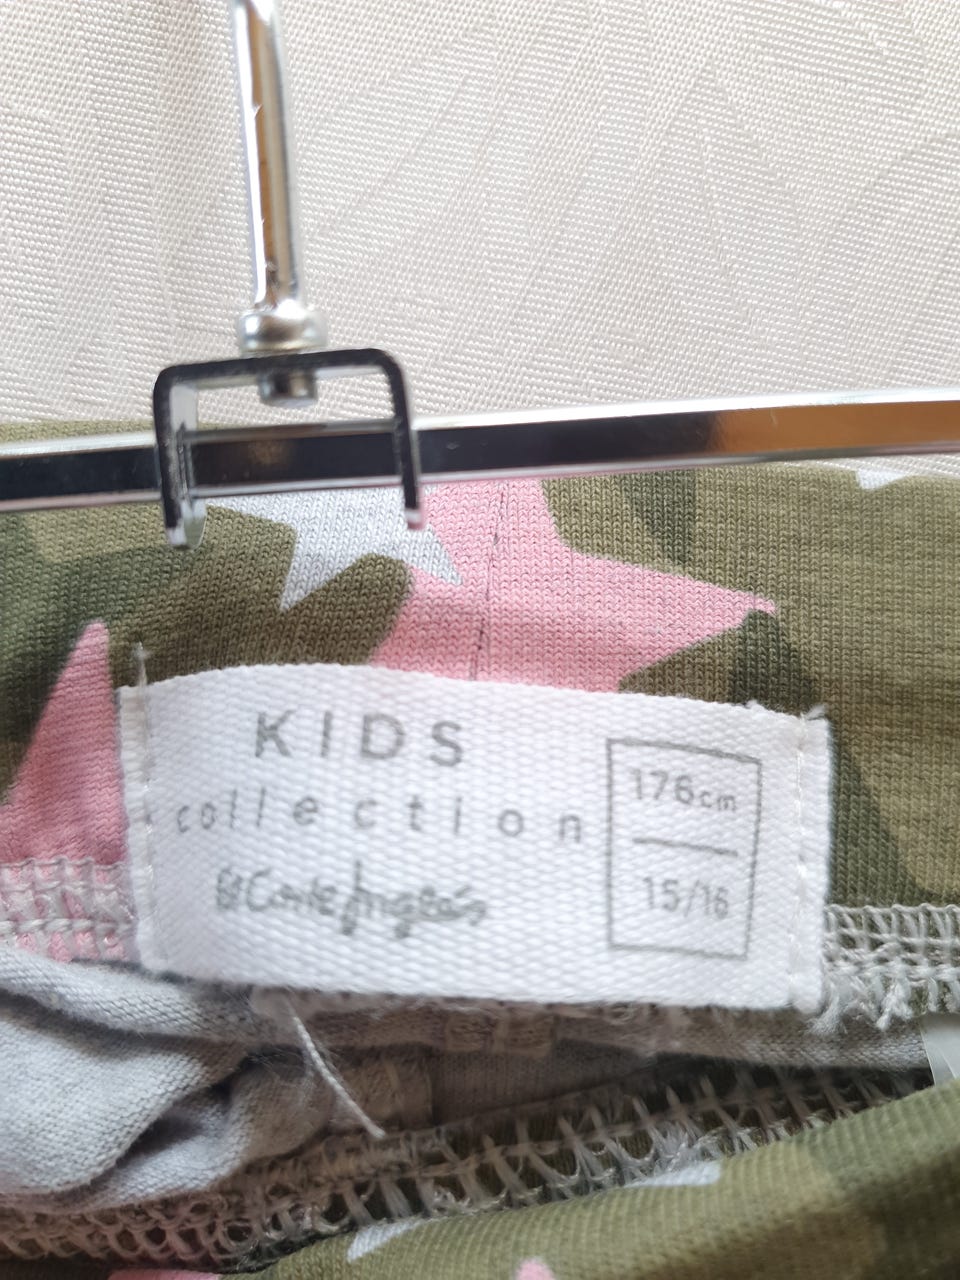 KIDS
collection
El Corte Inglés
176cm
15/16